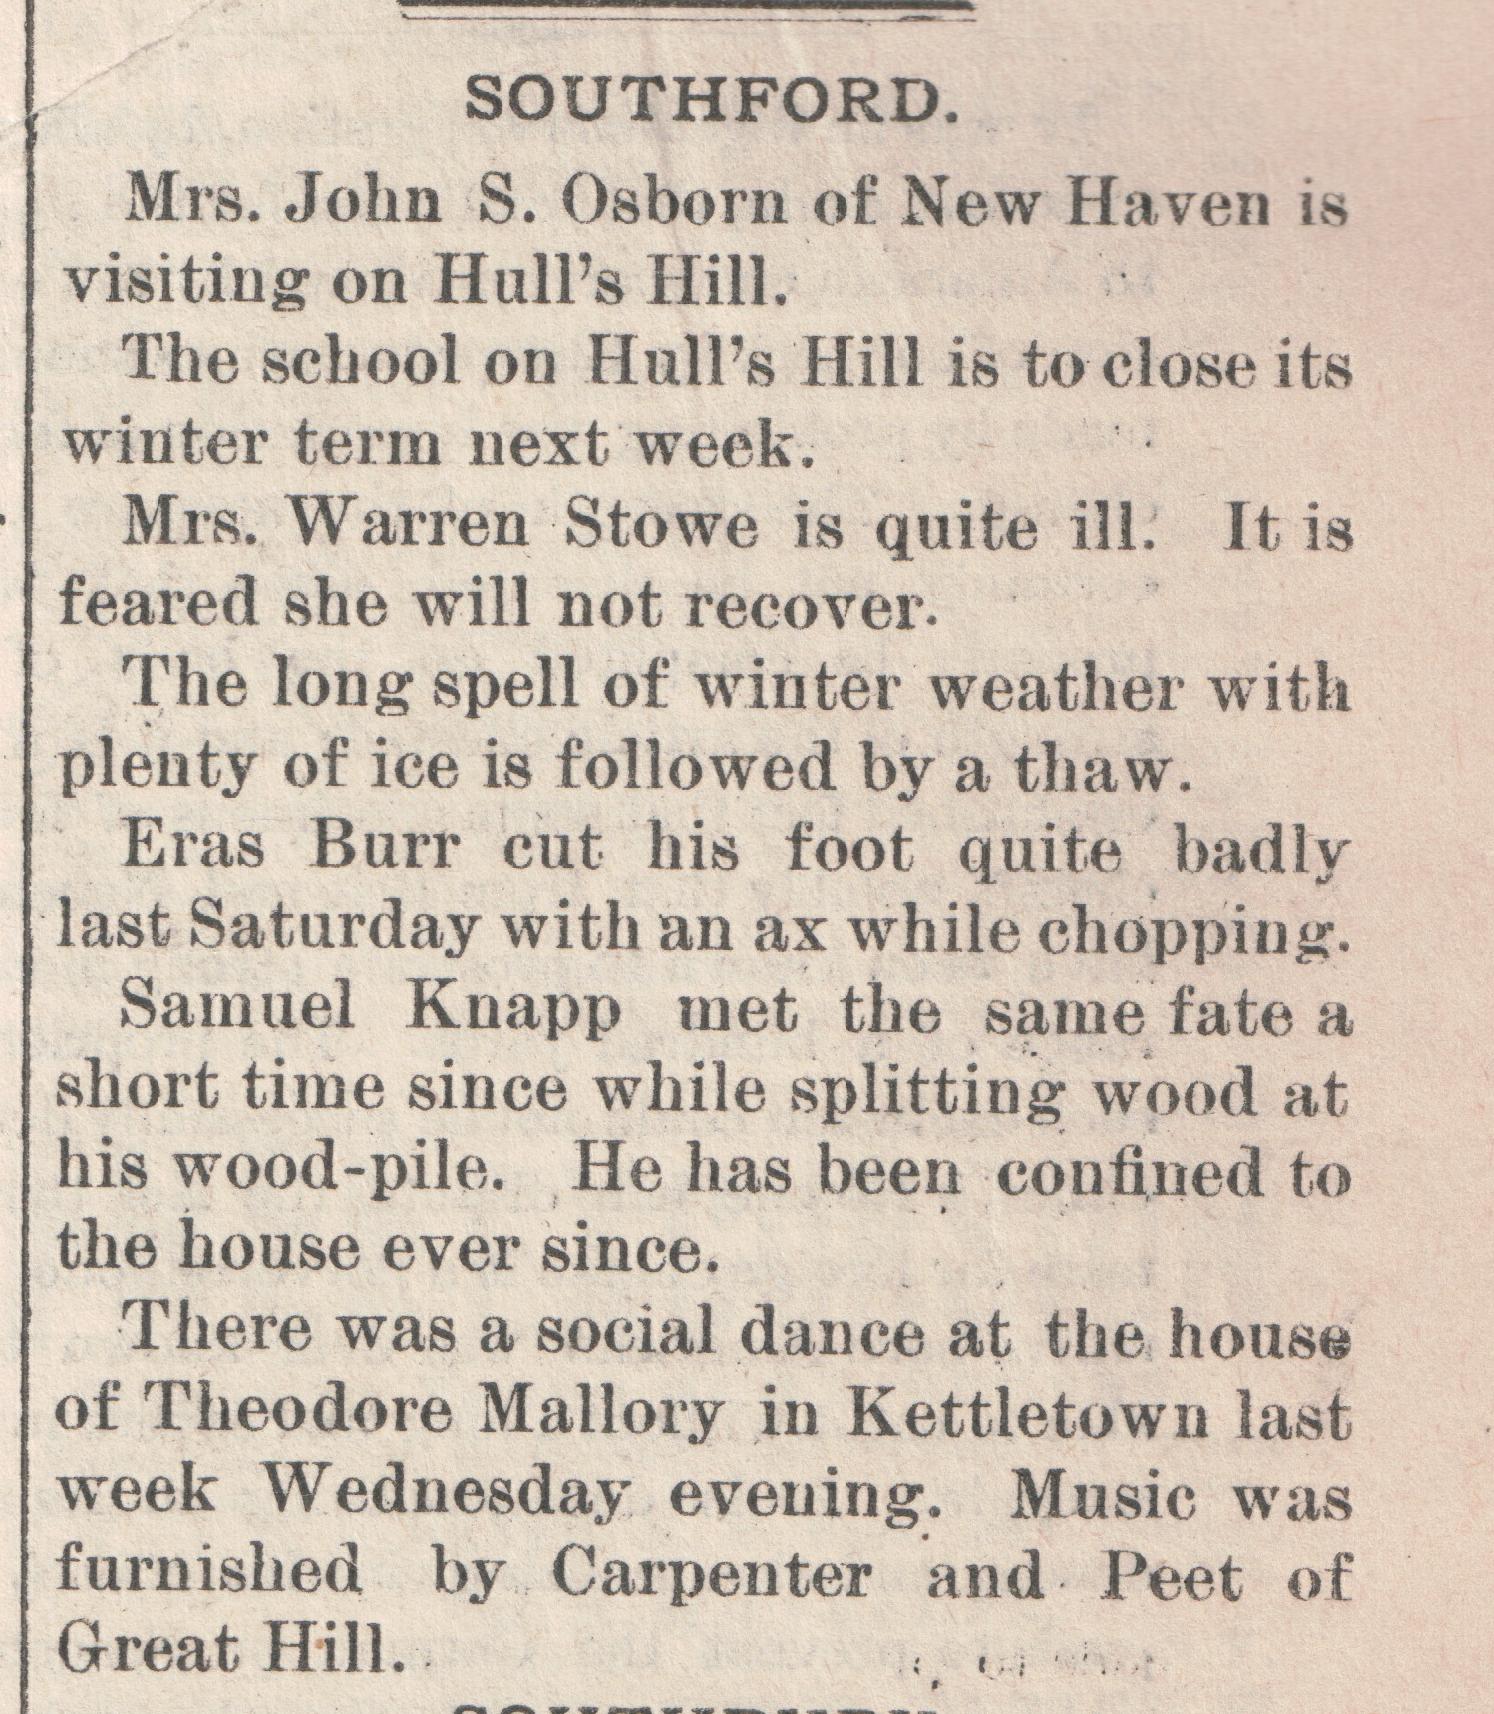 SOUTHFORD.
Mrs. John S. Osborn of New Haven is
visiting on Hull's Hill.
The school on Hull's Hill is to close its
winter term next week.
Mrs. Warren Stowe is quite ill. It is
feared she will not recover.
The long spell of winter weather with
plenty of ice is followed by a thaw.
Eras Burr cut his foot quite badly
last Saturday with an ax while chopping.
Samuel Knapp met the same fate a
short time since while splitting wood at
his wood-pile. He has been confined to
the house ever since.
There was a social dance at the house
of Theodore Mallory in Kettletown last
week Wednesday evening. Music was
furnished by Carpenter and Peet of
Great Hill.